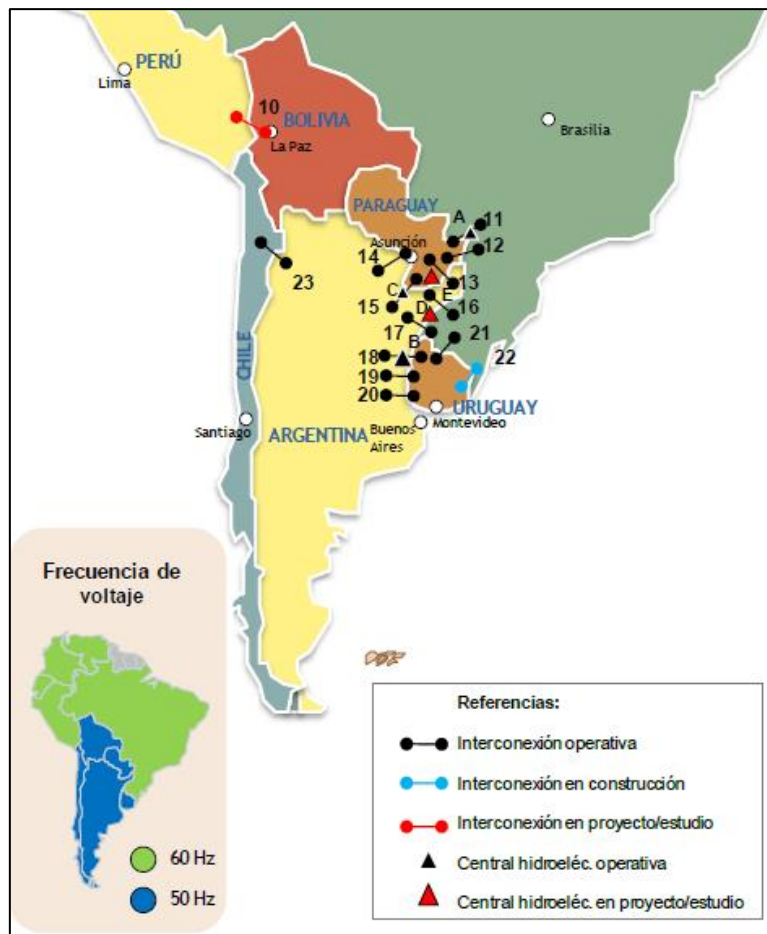 PERÚ
Lima
10
BOLIVIA
La Paz
Brasilia
PARAGUAY
A
11
Asunción
12
14
13
23
C
E
15
D
16
17
21
B
18
22
19
20
CHILE
URUGUAY
Santiago
ARGENTINA
Buenos
Aires
Montevideo
Frecuencia de
voltaje
60 Hz
50 Hz
Referencias:
Interconexión operativa
Interconexión en construcción
Interconexión en proyecto/estudio
Central hidroeléc. operativa
Central hidroeléc. en proyecto/estudio